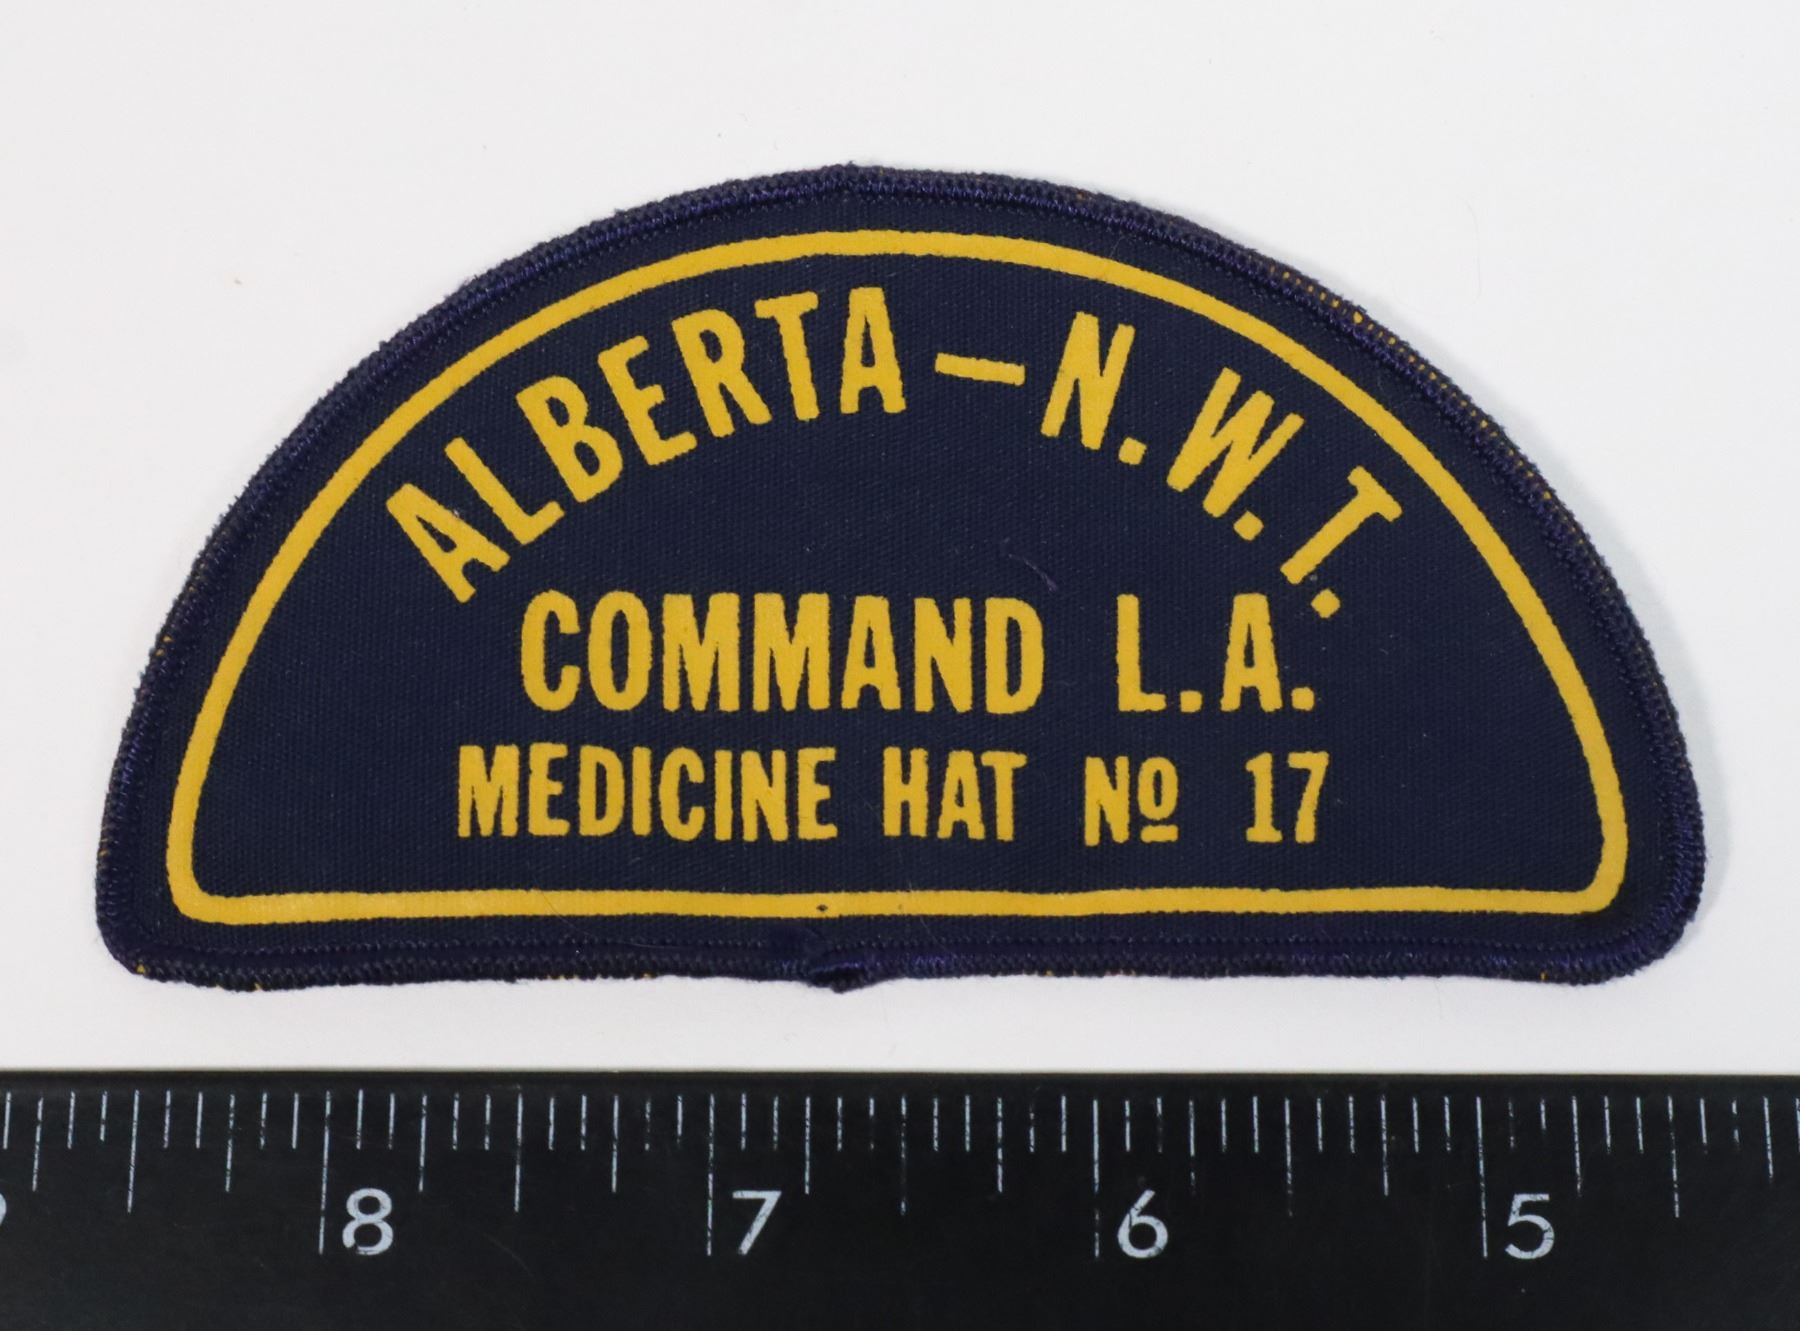 ALBERTA – N.W.T.
COMMAND L.A.
MEDICINE HAT Nº 17
8 7 6 5